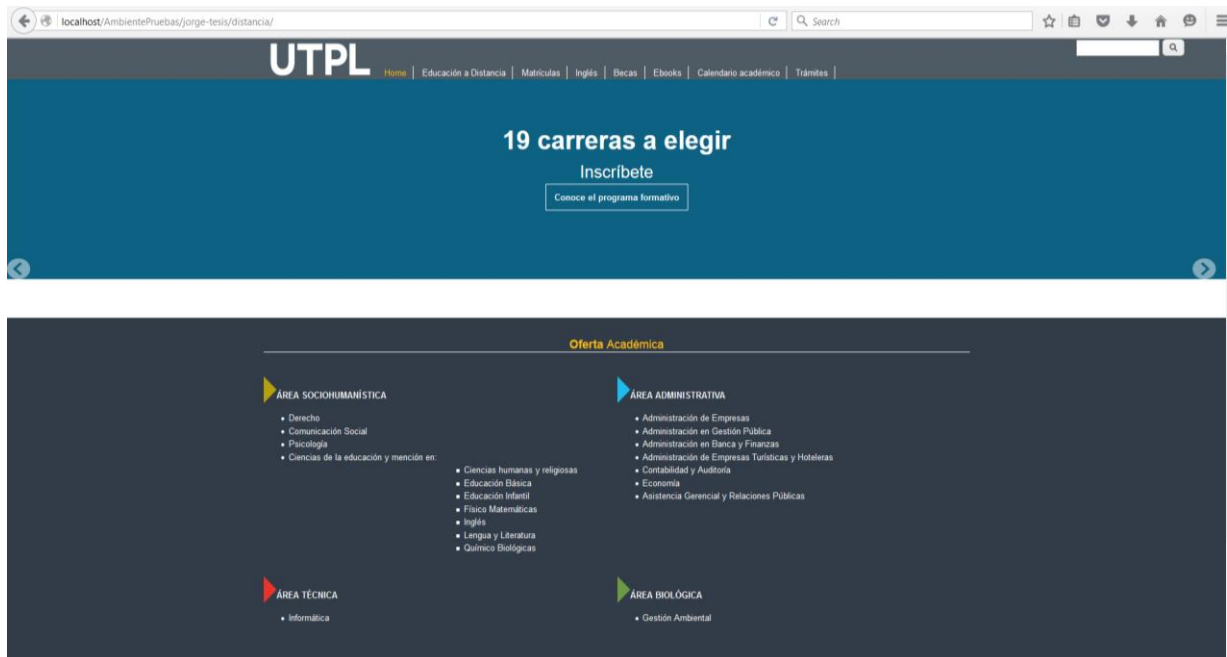 localhost/AmbientePruebas/jorge-tesis/distancia/
Search
UTPL
Home | Educación a Distancia | Matrículas | Inglés | Becas | Ebooks | Calendario académico | Trámites |
19 carreras a elegir
Inscríbete
Conoce el programa formativo
Oferta Académica
ÁREA SOCIOHUMANÍSTICA
• Derecho
• Comunicación Social
• Psicología
• Ciencias de la educación y mención en:
▪ Ciencias humanas y religiosas
▪ Educación Básica
▪ Educación Infantil
▪ Físico Matemáticas
▪ Inglés
▪ Lengua y Literatura
▪ Químico Biológicas
ÁREA ADMINISTRATIVA
• Administración de Empresas
• Administración en Gestión Pública
• Administración en Banca y Finanzas
• Administración de Empresas Turísticas y Hoteleras
• Contabilidad y Auditoría
• Economía
• Asistencia Gerencial y Relaciones Públicas
ÁREA TÉCNICA
• Informática
ÁREA BIOLÓGICA
• Gestión Ambiental